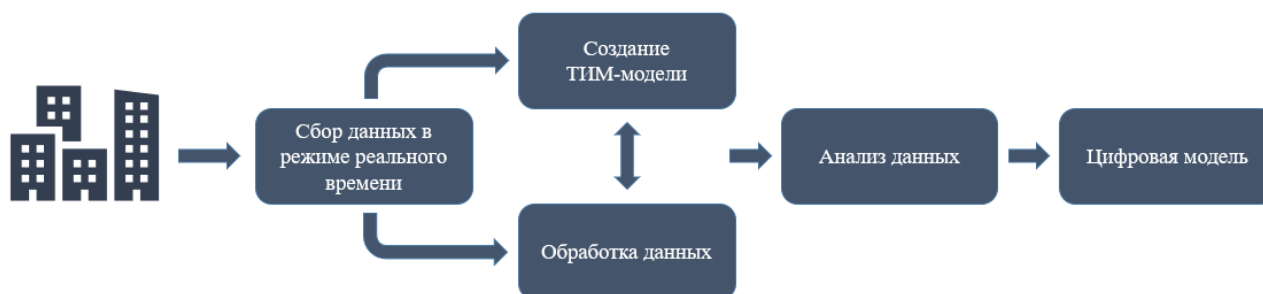 Сбор данных в
режиме реального
времени
Создание
ТИМ-модели
Обработка данных
Анализ данных
Цифровая модель